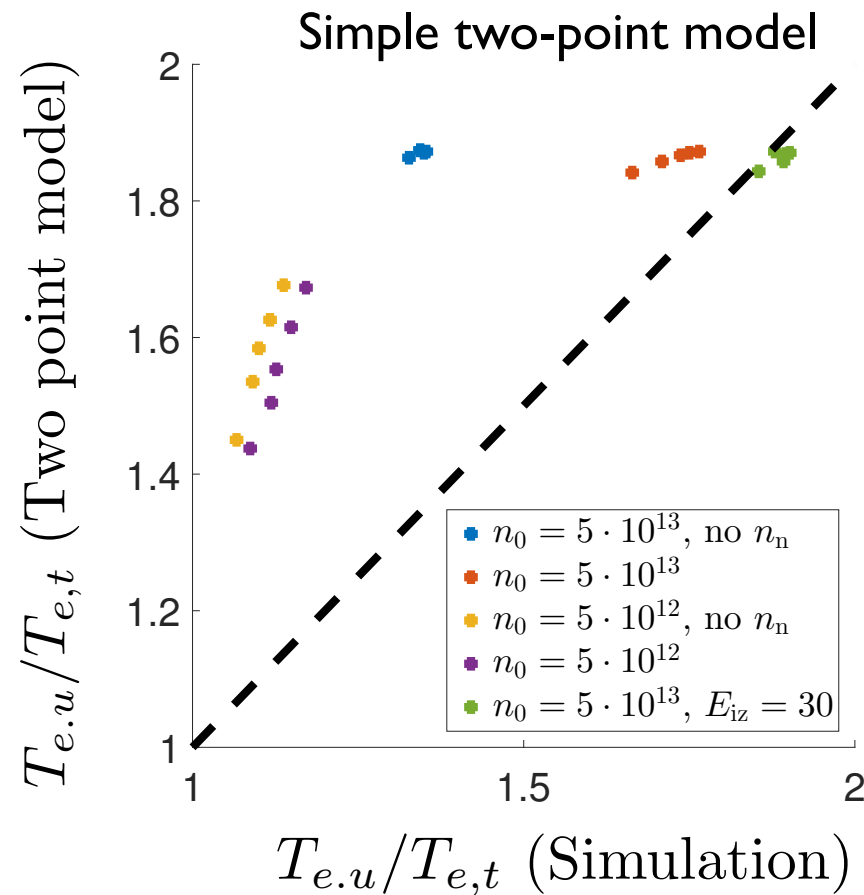 Simple two-point model
T_{e.u}/T_{e,t} (Two point model)
2
1.8
1.6
1.4
1.2
1
n_0 = 5 · 10^{13}, no n_n
n_0 = 5 · 10^{13}
n_0 = 5 · 10^{12}, no n_n
n_0 = 5 · 10^{12}
n_0 = 5 · 10^{13}, E_{iz} = 30
1 1.5 2
T_{e.u}/T_{e,t} (Simulation)